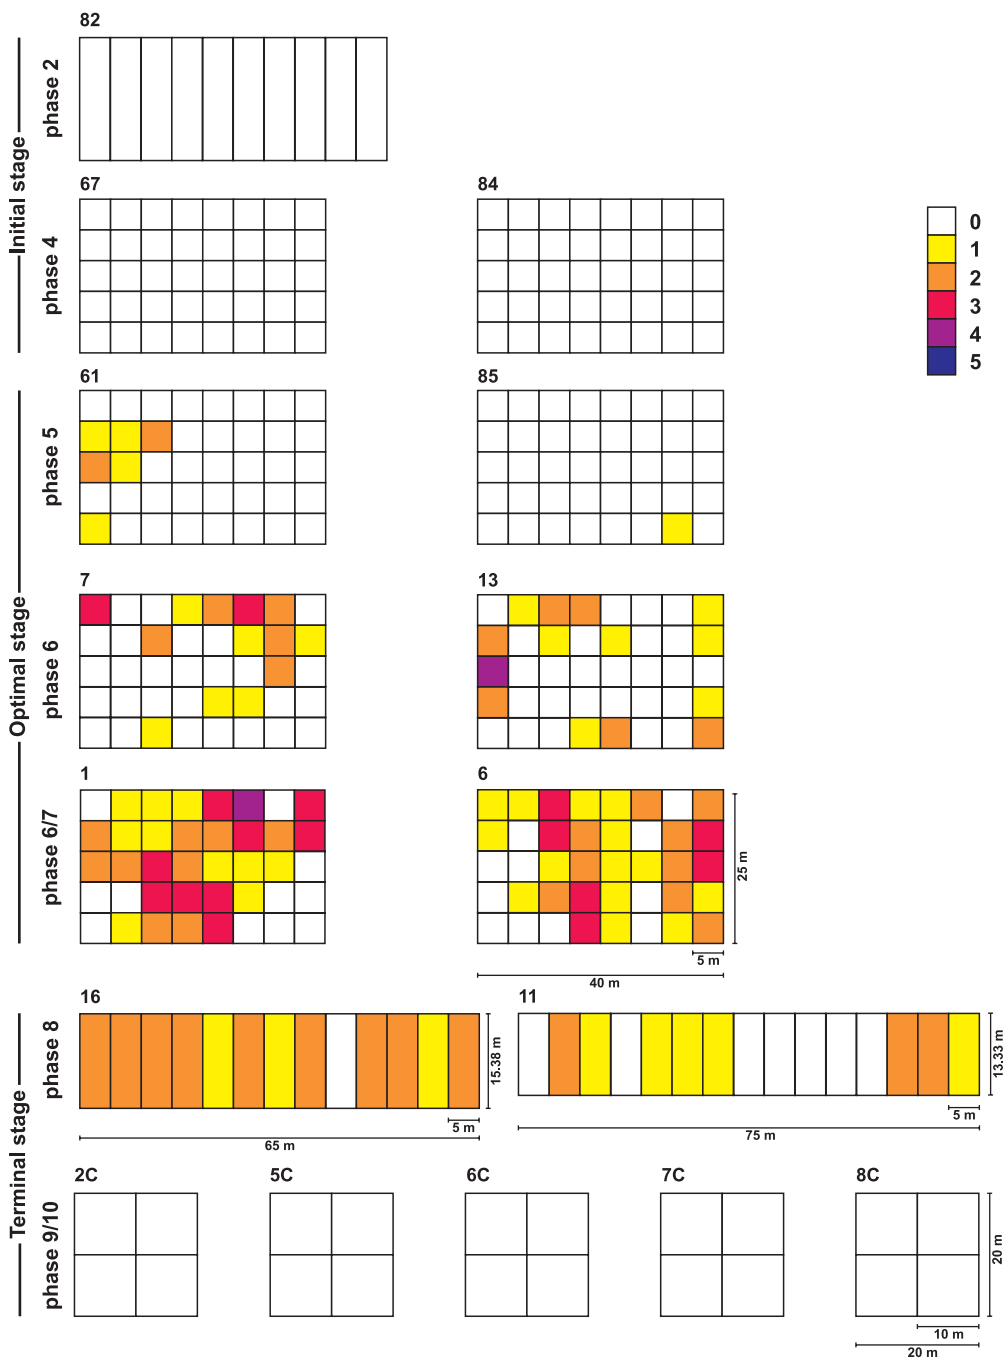 82
Initial stage
phase 2
67
84
phase 4
0
1
2
3
4
5
61
85
Optimal stage
phase 5
7
13
phase 6
1
6
phase 6/7
25 m
5 m
40 m
16
11
Terminal stage
phase 8
15.38 m
13.33 m
5 m
65 m
5 m
75 m
2C
5C
6C
7C
8C
phase 9/10
20 m
10 m
20 m